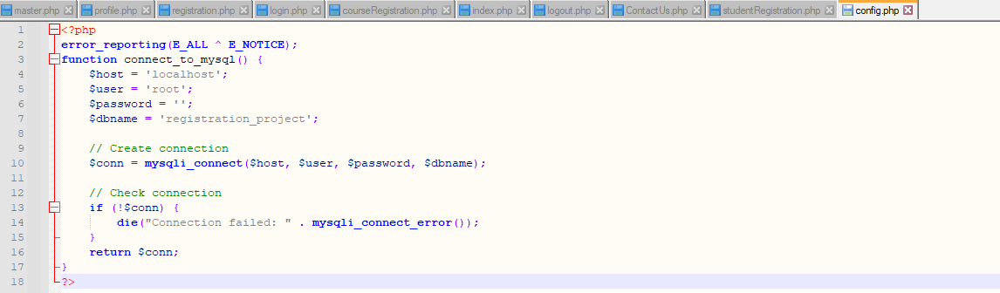 master.php profile.php registration.php login.php courseRegistration.php index.php logout.php ContactUs.php studentRegistration.php config.php
1 <?php
2 error_reporting(E_ALL ^ E_NOTICE);
3 function connect_to_mysql() {
4 $host = 'localhost';
5 $user = 'root';
6 $password = '';
7 $dbname = 'registration_project';
8
9 // Create connection
10 $conn = mysqli_connect($host, $user, $password, $dbname);
11
12 // Check connection
13 if (!$conn) {
14 die("Connection failed: " . mysqli_connect_error());
15 }
16 return $conn;
17 }
18 ?>